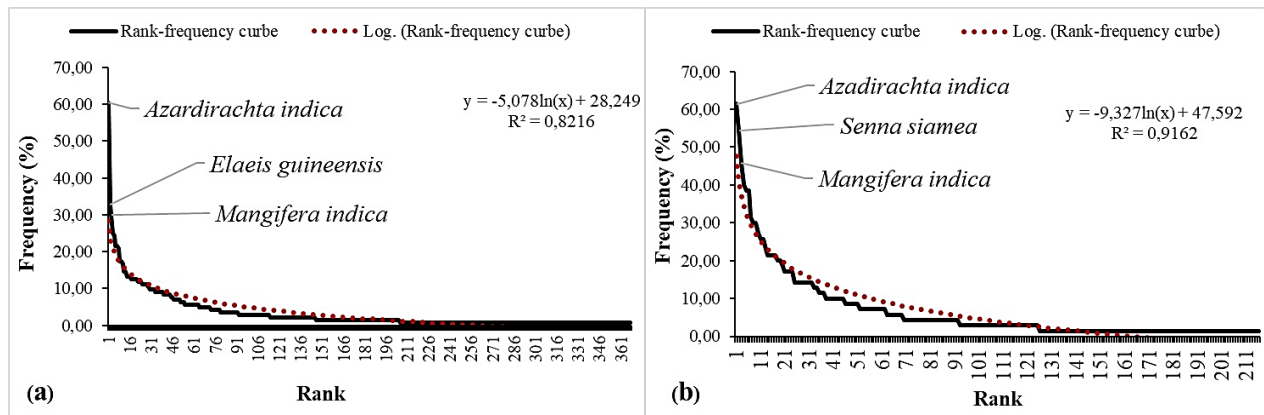 Rank-frequency curbe Log. (Rank-frequency curbe)
70,00
60,00
50,00
40,00
30,00
20,00
10,00
0,00
Frequency (%)
Azardirachta indica
Elaeis guineensis
Mangifera indica
y = -5,078ln(x) + 28,249
R² = 0,8216
1 16 31 46 61 76 91 106 121 136 151 166 181 196 211 226 241 256 271 286 301 316 331 346 361
Rank
(a)
Rank-frequency curbe Log. (Rank-frequency curbe)
70,00
60,00
50,00
40,00
30,00
20,00
10,00
0,00
Frequency (%)
Azadirachta indica
Senna siamea
Mangifera indica
y = -9,327ln(x) + 47,592
R² = 0,9162
1 11 21 31 41 51 61 71 81 91 101 111 121 131 141 151 161 171 181 191 201 211
Rank
(b)